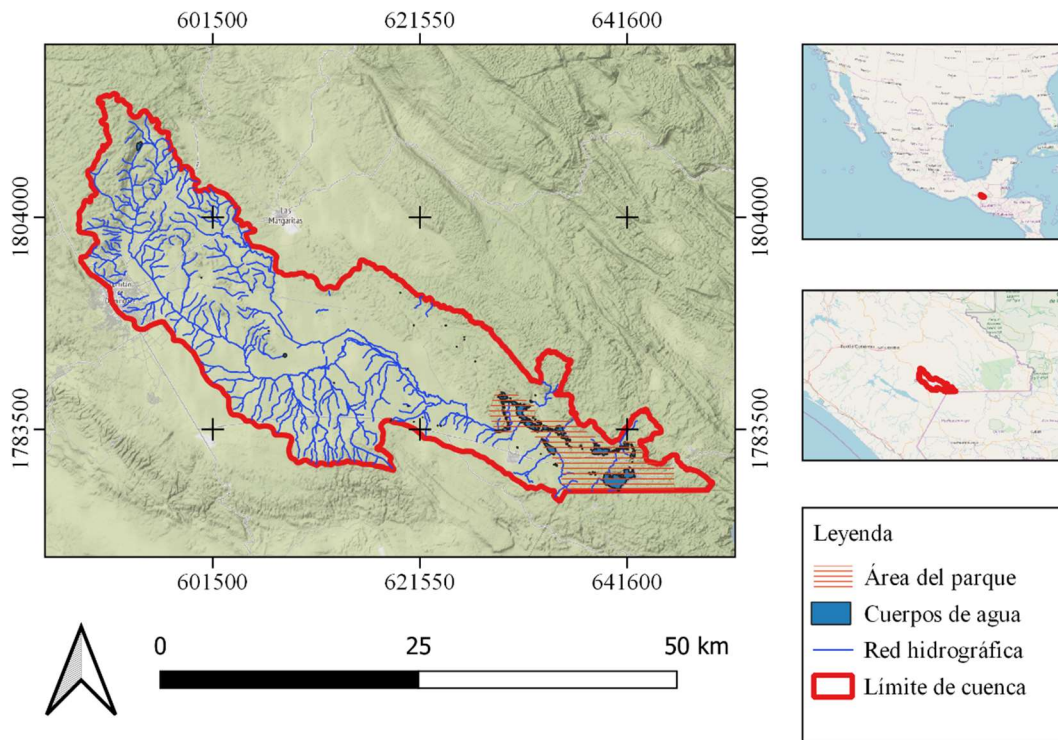 601500 621550 641600
1804000 1804000
Las
Margaritas
1783500 1783500
601500 621550 641600
0 25 50 km
Leyenda
Área del parque
Cuerpos de agua
Red hidrográfica
Límite de cuenca